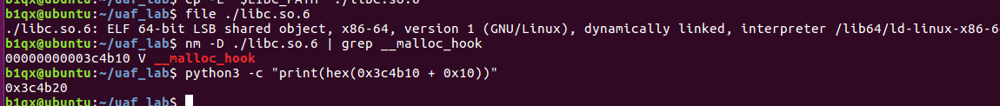 b1qx@ubuntu:~/uaf_lab$ cp -L "$LIBC_PATH" ./libc.so.6
b1qx@ubuntu:~/uaf_lab$ file ./libc.so.6
./libc.so.6: ELF 64-bit LSB shared object, x86-64, version 1 (GNU/Linux), dynamically linked, interpreter /lib64/ld-linux-x86-6
b1qx@ubuntu:~/uaf_lab$ nm -D ./libc.so.6 | grep __malloc_hook
00000000003c4b10 V __malloc_hook
b1qx@ubuntu:~/uaf_lab$ python3 -c "print(hex(0x3c4b10 + 0x10))"
0x3c4b20
b1qx@ubuntu:~/uaf_lab$